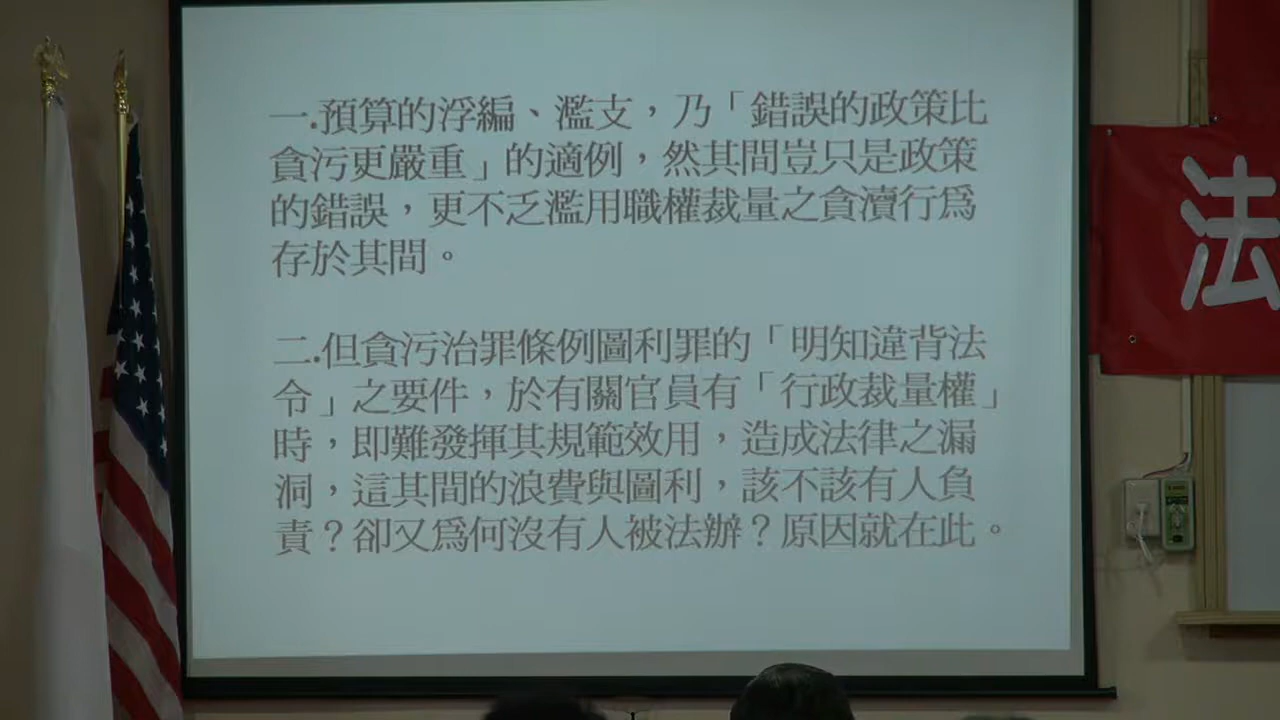 一.預算的浮編、濫支，乃「錯誤的政策比
貪污更嚴重」的適例，然其間豈只是政策
的錯誤，更不乏濫用職權裁量之貪瀆行爲
存於其間。
二.但貪污治罪條例圖利罪的「明知違背法
令」之要件，於有關官員有「行政裁量權」
時，即難發揮其規範效用，造成法律之漏
洞，這其間的浪費與圖利，該不該有人負
責？卻又爲何沒有人被法辦？原因就在此。
法